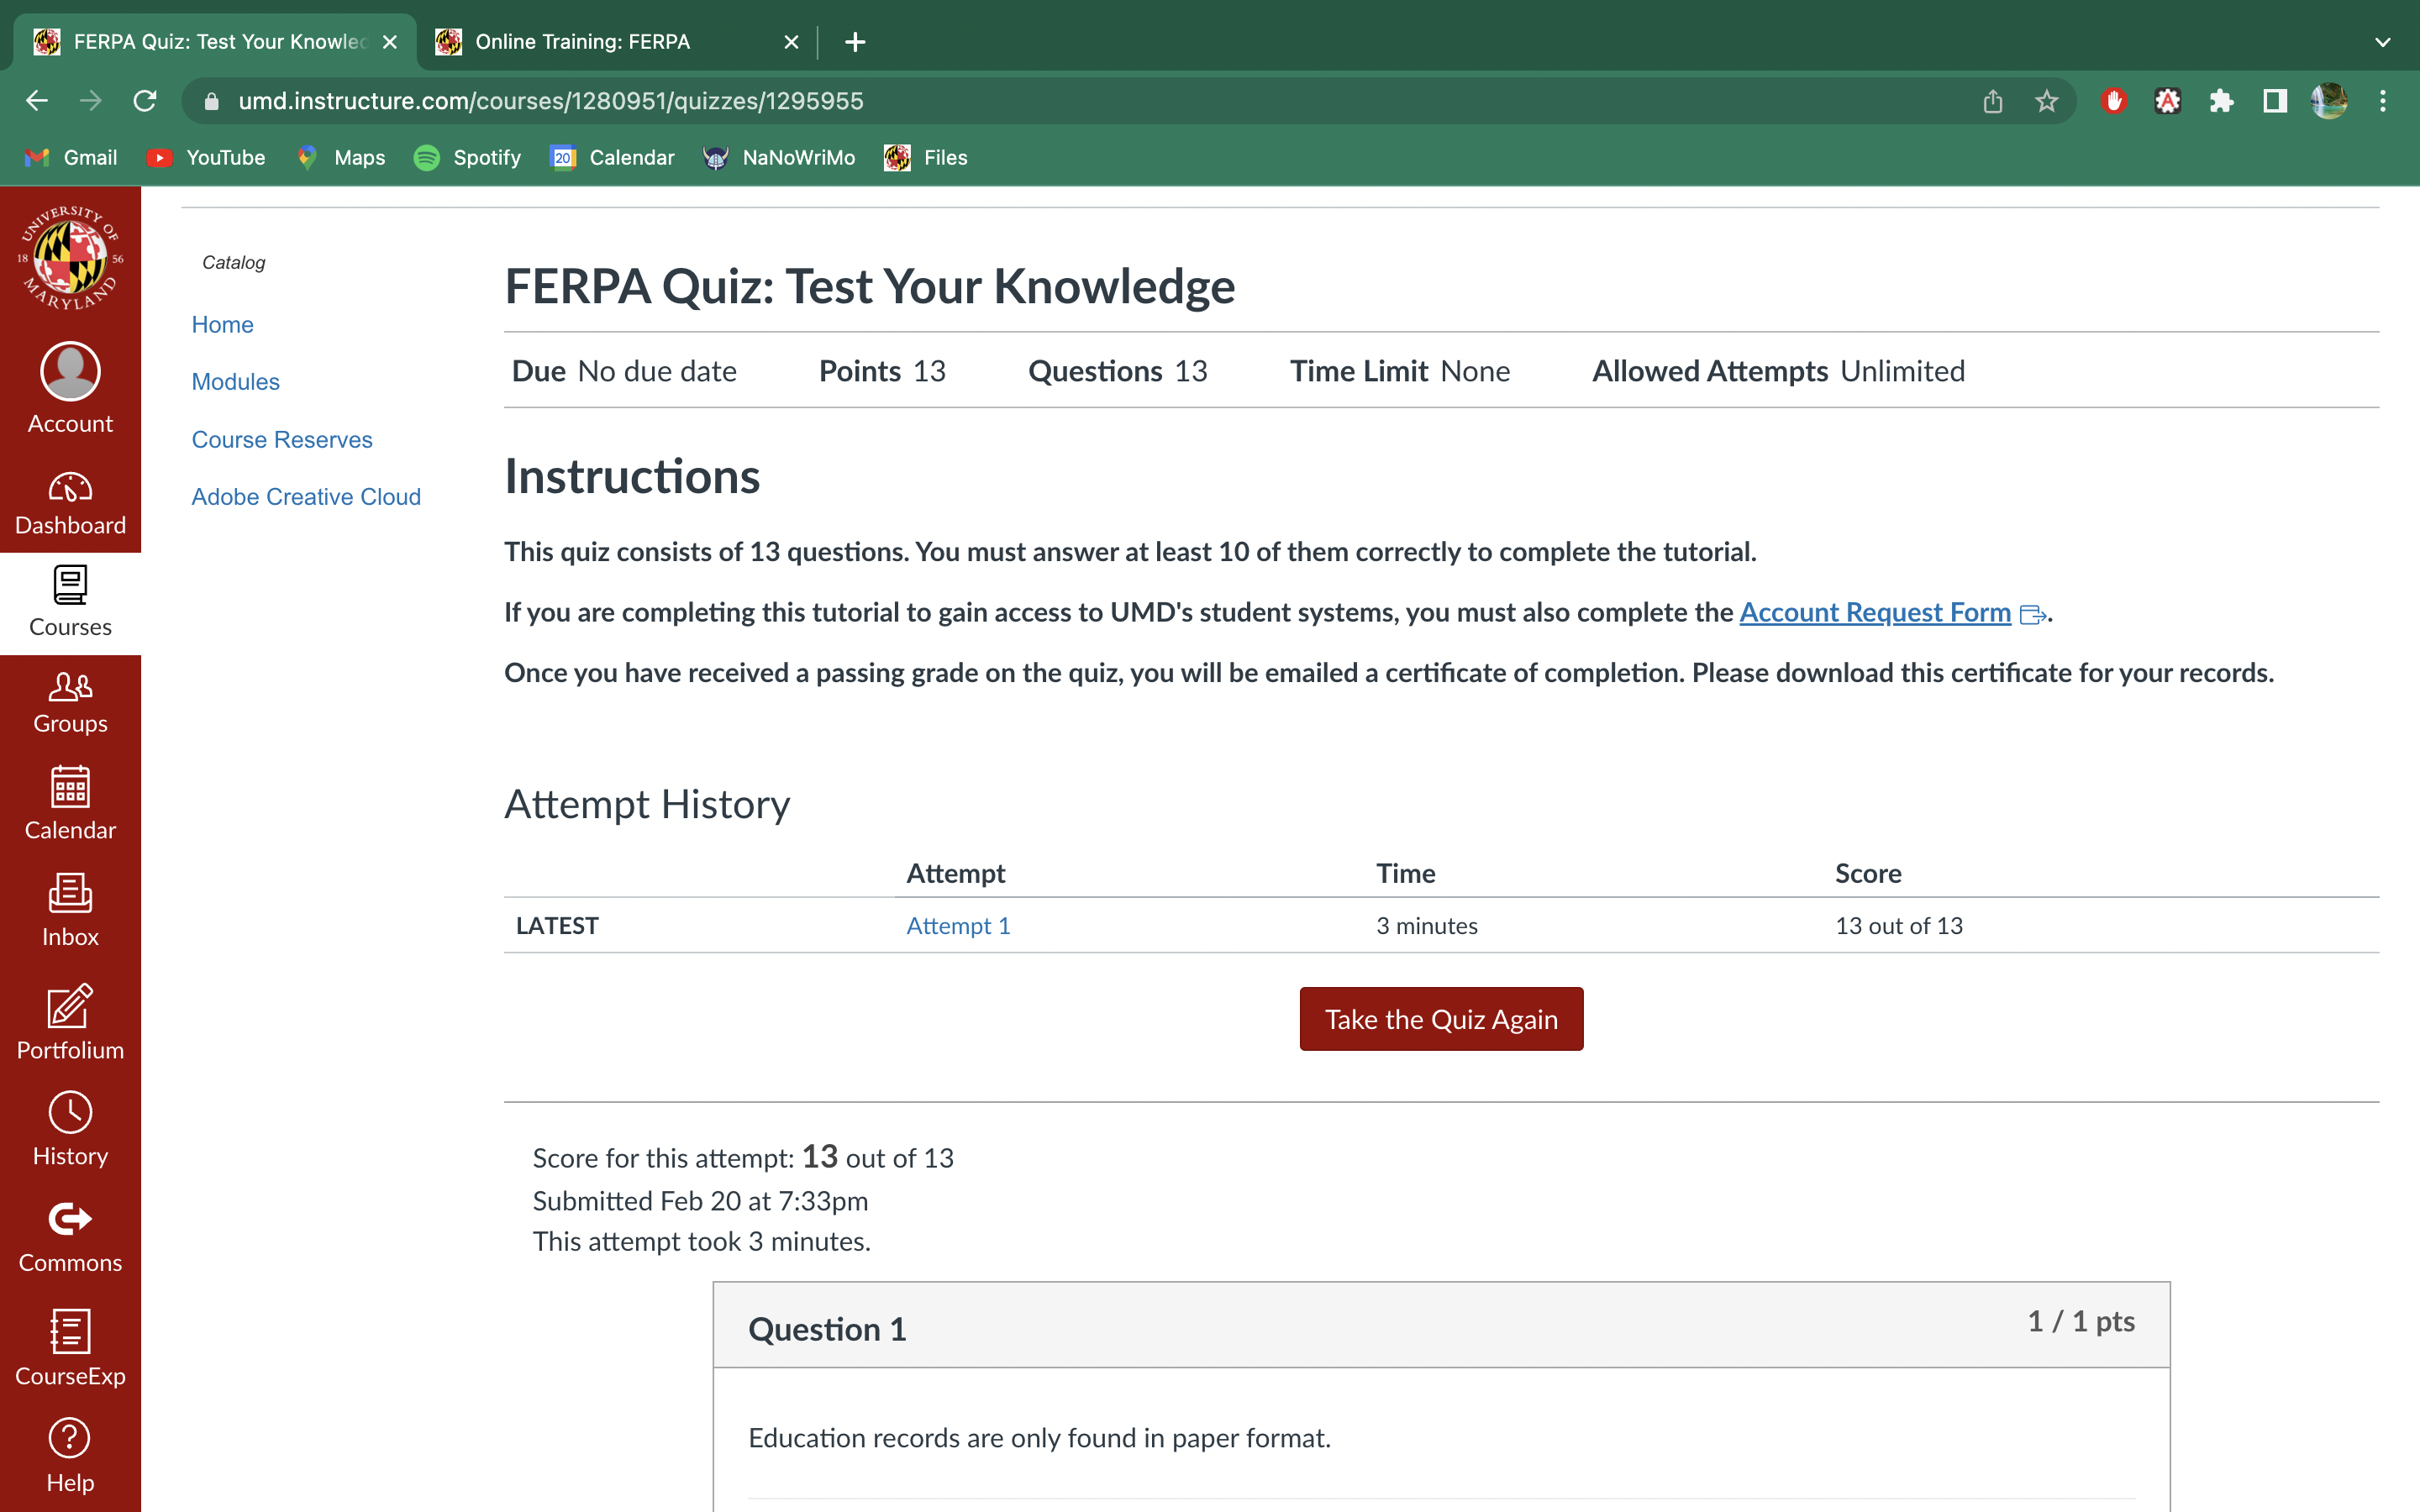 FERPA Quiz: Test Your Knowled
Online Training: FERPA
umd.instructure.com/courses/1280951/quizzes/1295955
Gmail YouTube Maps Spotify 20 Calendar NaNoWriMo Files
UNIVERSITY OF
18 56
MARYLAND
Account
Dashboard
Courses
Groups
Calendar
Inbox
Portfolium
History
Commons
CourseExp
Help
Catalog
Home
Modules
Course Reserves
Adobe Creative Cloud
FERPA Quiz: Test Your Knowledge
Due No due date Points 13 Questions 13 Time Limit None Allowed Attempts Unlimited
Instructions
This quiz consists of 13 questions. You must answer at least 10 of them correctly to complete the tutorial.
If you are completing this tutorial to gain access to UMD's student systems, you must also complete the Account Request Form.
Once you have received a passing grade on the quiz, you will be emailed a certificate of completion. Please download this certificate for your records.
Attempt History
Attempt Time Score
LATEST Attempt 1 3 minutes 13 out of 13
Take the Quiz Again
Score for this attempt: 13 out of 13
Submitted Feb 20 at 7:33pm
This attempt took 3 minutes.
Question 1 1 / 1 pts
Education records are only found in paper format.